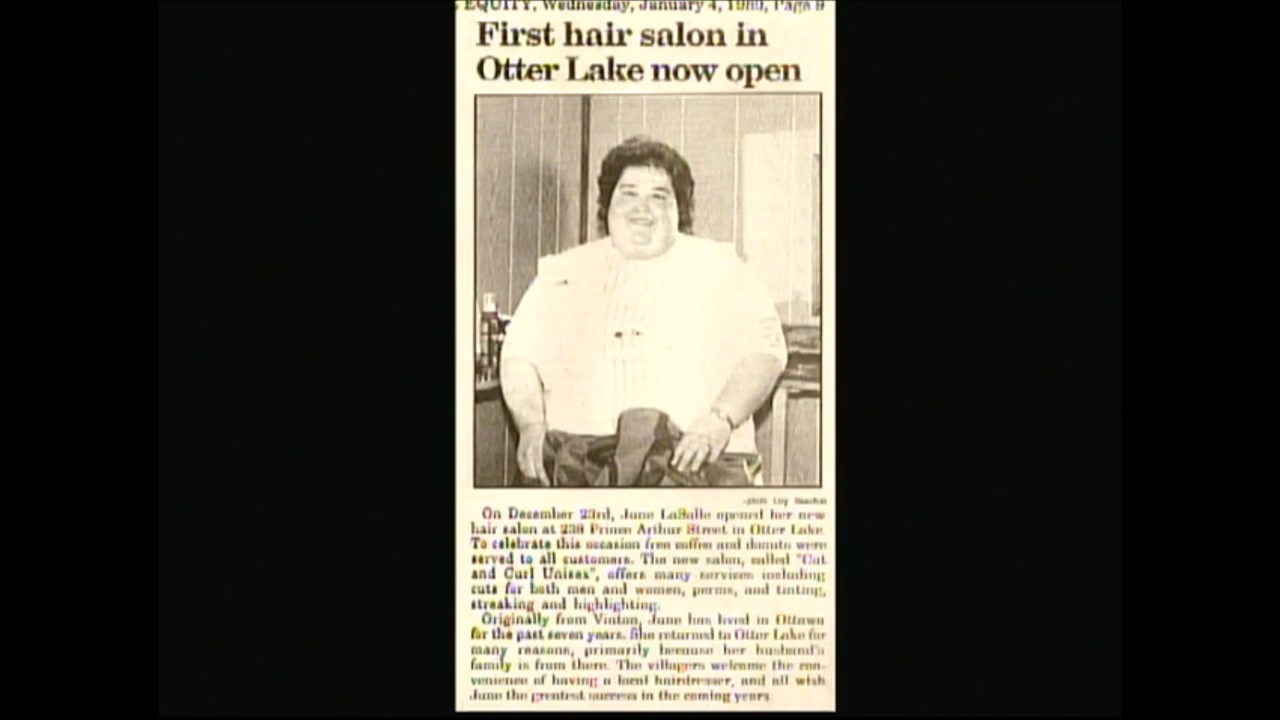 EQUITY, Wednesday, January 4, 1989, Page 9
First hair salon in
Otter Lake now open
On December 23rd, June LaSalle opened her new
hair salon at 238 Prince Arthur Street in Otter Lake.
To celebrate this occasion free coffee and donuts were
served to all customers. The new salon, called "Cut
and Curl Unisex", offers many services including
cuts for both men and women, perms, and tinting,
streaking and highlighting.
Originally from Vinton, June has lived in Ottawa
for the past seven years. She returned to Otter Lake for
many reasons, primarily because her husband's
family is from there. The villagers welcome the con-
venience of having a local hairdresser, and all wish
June the greatest success in the coming years.